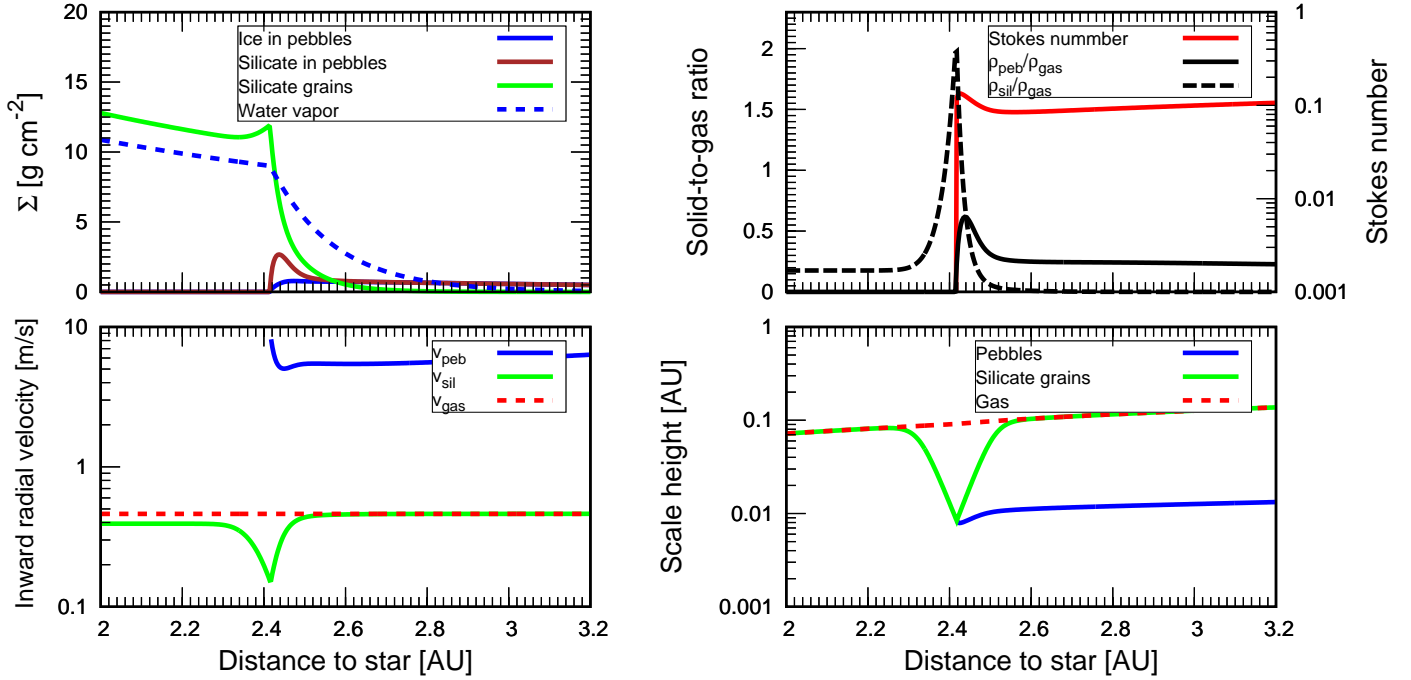 Σ [g cm⁻²]
20
15
10
5
0
Ice in pebbles
Silicate in pebbles
Silicate grains
Water vapor
Solid-to-gas ratio
2
1.5
1
0.5
0
Stokes nummber
ρpeb/ρgas
ρsil/ρgas
1
0.1
0.01
0.001
Stokes number
Inward radial velocity [m/s]
10
1
0.1
vpeb
vsil
vgas
2 2.2 2.4 2.6 2.8 3 3.2
Distance to star [AU]
Scale height [AU]
1
0.1
0.01
0.001
Pebbles
Silicate grains
Gas
2 2.2 2.4 2.6 2.8 3 3.2
Distance to star [AU]